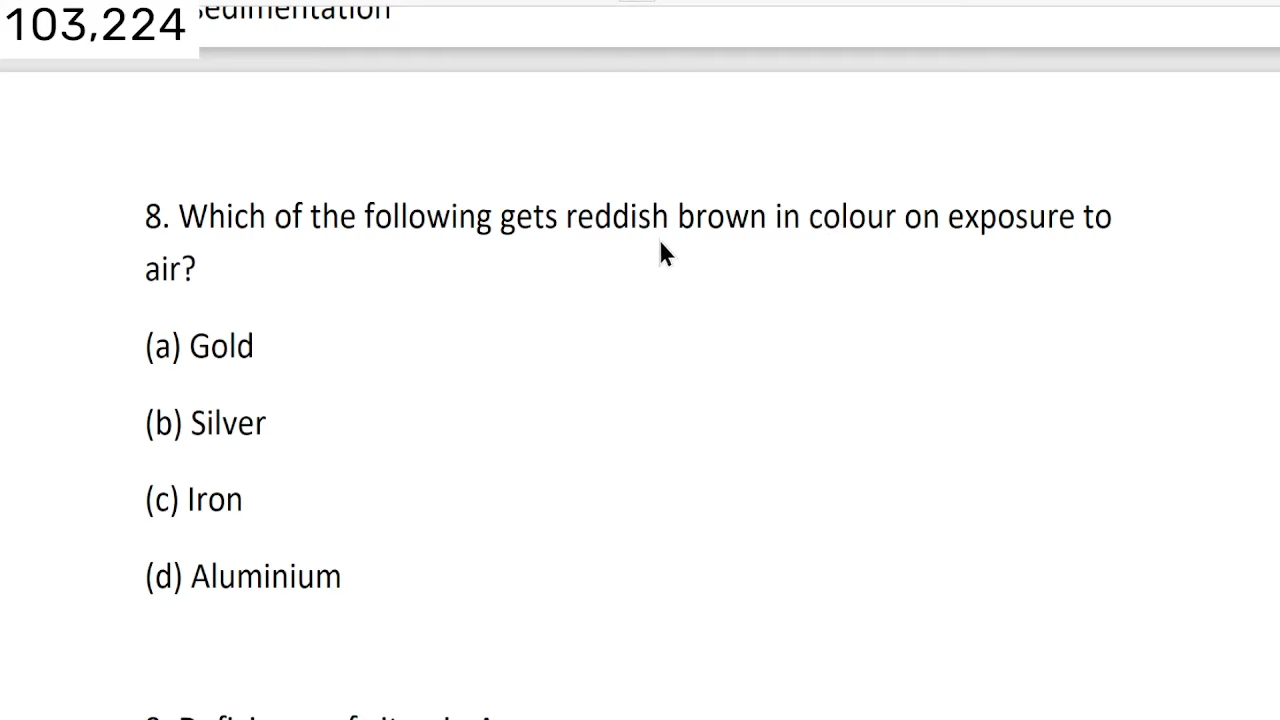 103,224
sedimentation
8. Which of the following gets reddish brown in colour on exposure to
air?
(a) Gold
(b) Silver
(c) Iron
(d) Aluminium